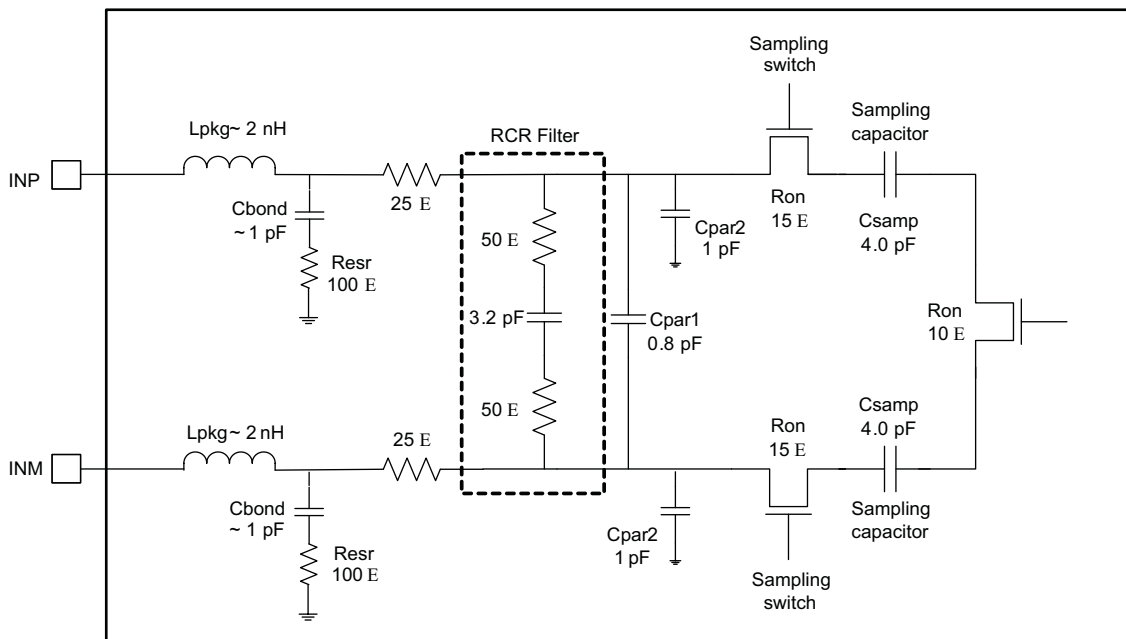 Sampling
switch
Sampling
capacitor
Lpkg~ 2 nH
RCR Filter
INP
Cbond
~ 1 pF
25 E
50 E
Cpar2
1 pF
Ron
15 E
Csamp
4.0 pF
Resr
100 E
3.2 pF
Cpar1
0.8 pF
Ron
10 E
50 E
Csamp
4.0 pF
Lpkg~ 2 nH
25 E
Ron
15 E
INM
Cbond
~ 1 pF
Cpar2
1 pF
Sampling
capacitor
Resr
100 E
Sampling
switch